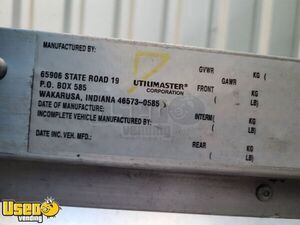 MANUFACTURED BY:
65906 STATE ROAD 19
P.O. BOX 585
WAKARUSA, INDIANA 46573-0585
UTILIMASTER®
CORPORATION
DATE OF MANUFACTURE:
INCOMPLETE VEHICLE MANUFACTURED BY:
DATE INC. VEH. MFD.:
GVWR KG (
GAWR LB)
FRONT KG (
LB)
INTERM ( KG (
LB)
REAR KG (
LB)
Used Vending